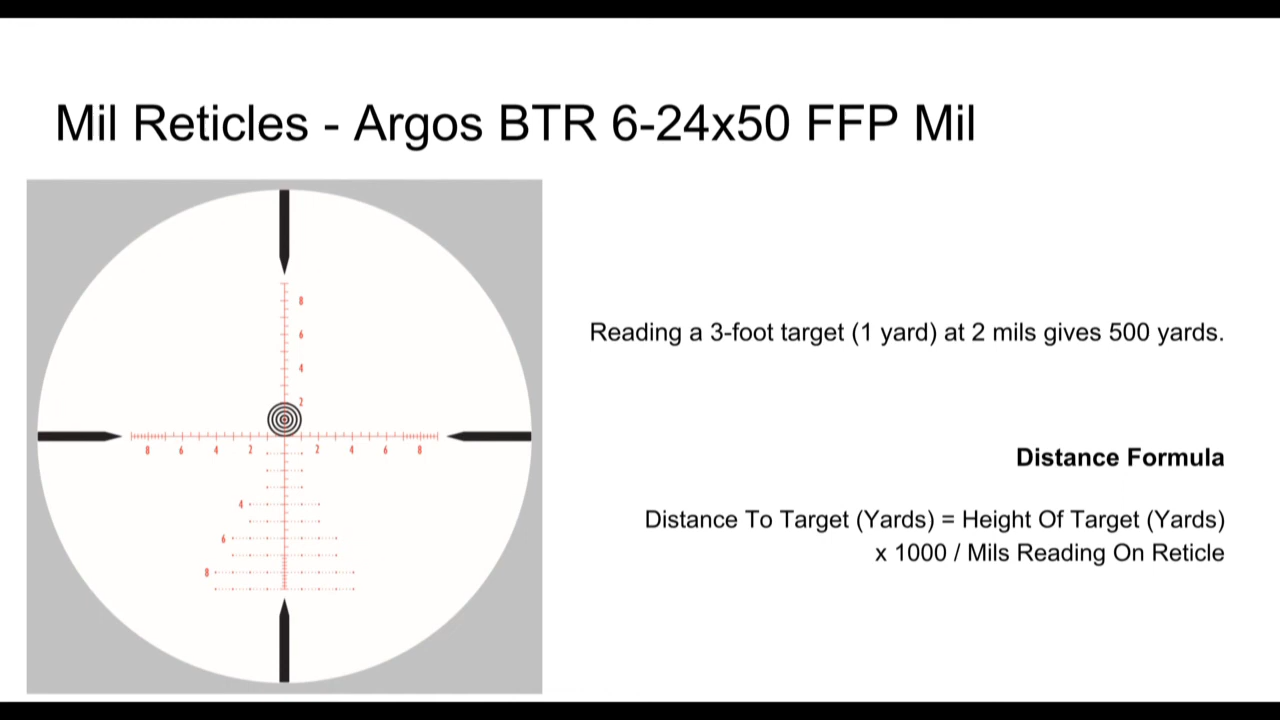 Mil Reticles - Argos BTR 6-24x50 FFP Mil
8
6
4
2
8 6 4 2 2 4 6 8
4
6
8
Reading a 3-foot target (1 yard) at 2 mils gives 500 yards.
Distance Formula
Distance To Target (Yards) = Height Of Target (Yards)
x 1000 / Mils Reading On Reticle